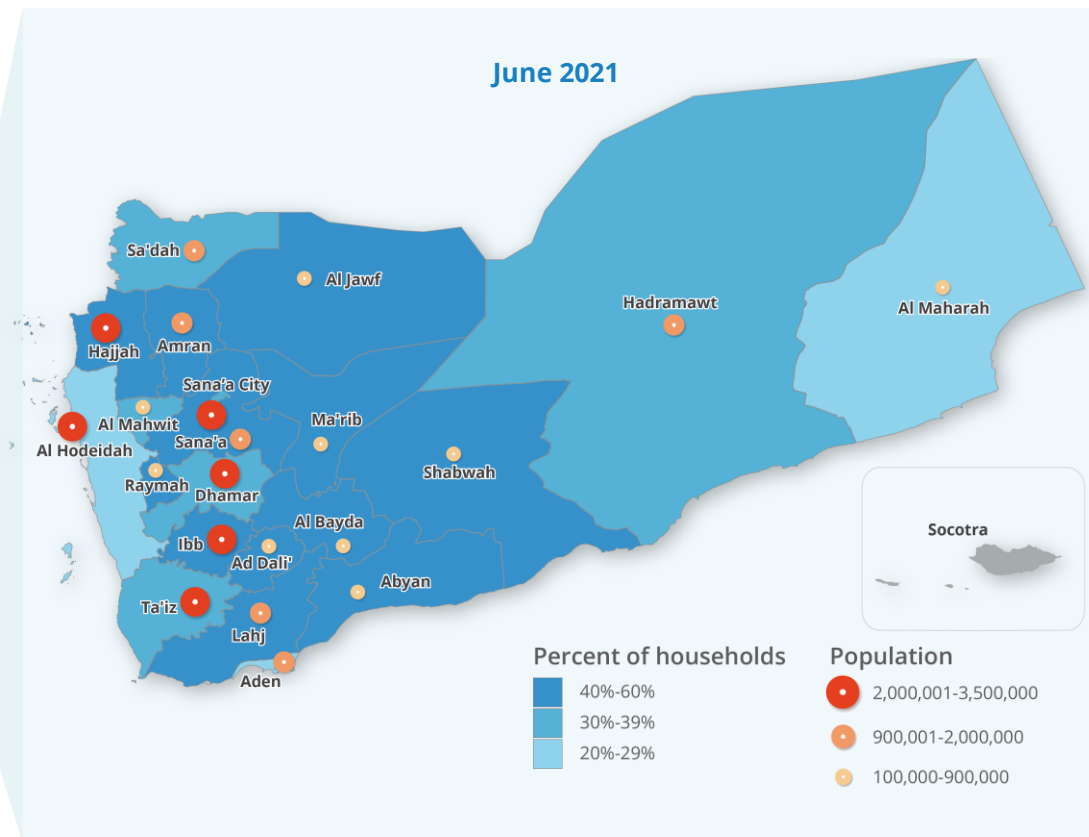 June 2021
Sa'dah
Al Jawf
Hadramawt
Al Maharah
Hajjah
Amran
Sana'a City
Al Mahwit
Ma'rib
Sana'a
Al Hodeidah
Shabwah
Raymah
Dhamar
Al Bayda
Socotra
Ibb
Ad Dali'
Abyan
Ta'iz
Lahj
Aden
Percent of households
40%-60%
30%-39%
20%-29%
Population
2,000,001-3,500,000
900,001-2,000,000
100,000-900,000